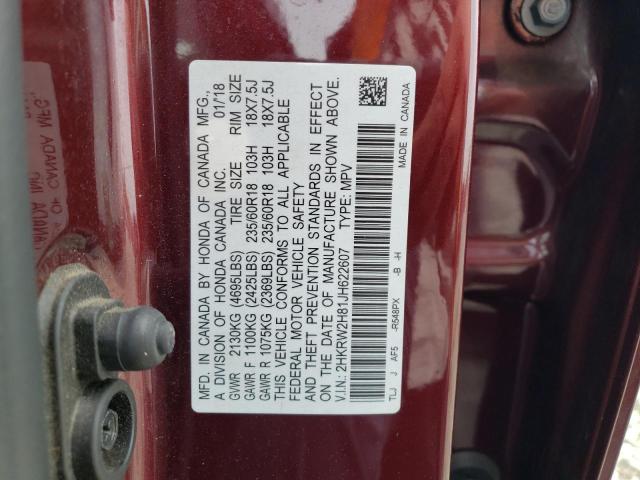 MFD. IN CANADA BY HONDA OF CANADA MFG.,
A DIVISION OF HONDA CANADA INC. 01/18
GVWR 2130KG (4695LBS) TIRE SIZE RIM SIZE
GAWR F 1100KG (2425LBS) 235/60R18 103H 18X7.5J
GAWR R 1075KG (2369LBS) 235/60R18 103H 18X7.5J
THIS VEHICLE CONFORMS TO ALL APPLICABLE
FEDERAL MOTOR VEHICLE SAFETY
AND THEFT PREVENTION STANDARDS IN EFFECT
ON THE DATE OF MANUFACTURE SHOWN ABOVE.
V.I.N.: 2HKRW2H81JH622607 TYPE: MPV
TLJ J AF5 -R548PX -B -H MADE IN CANADA